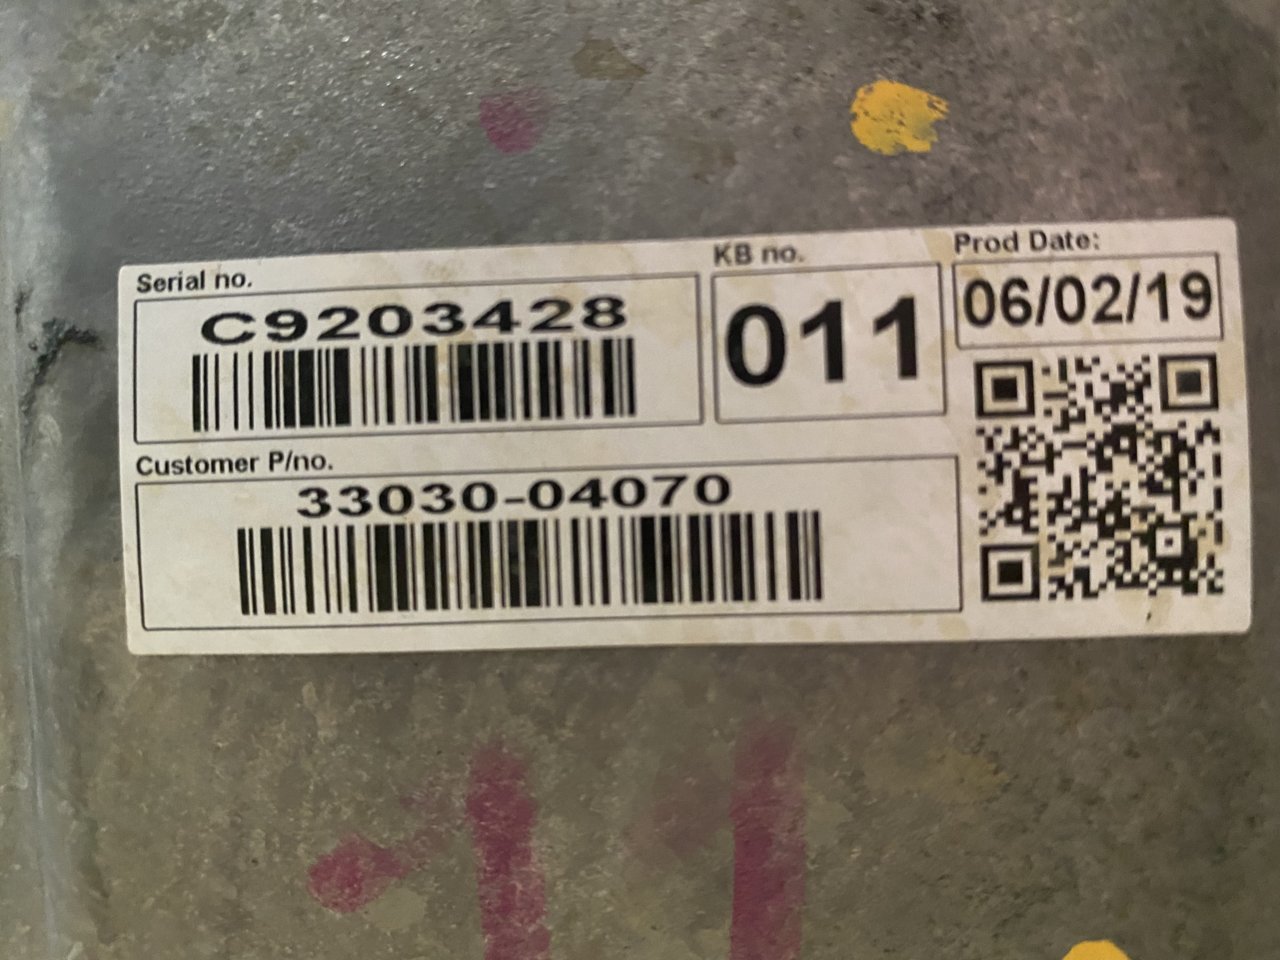 Serial no.
C9203428
KB no.
011
Prod Date:
06/02/19
Customer P/no.
33030-04070